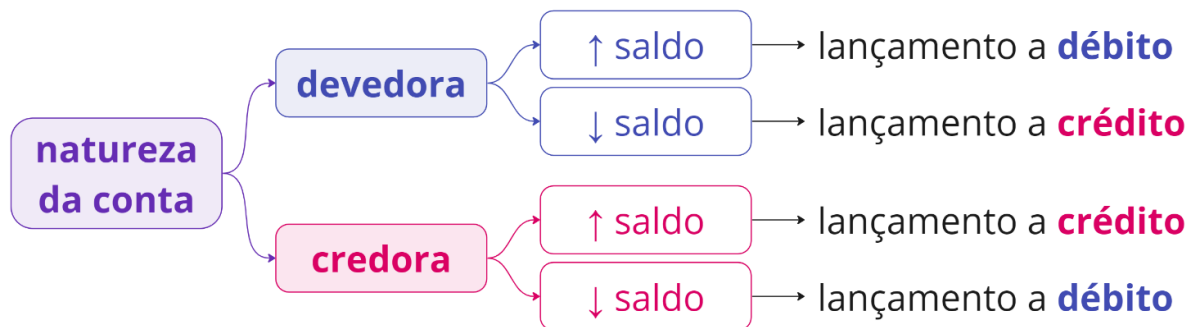 natureza
da conta
devedora
↑ saldo
lançamento a débito
↓ saldo
lançamento a crédito
credora
↑ saldo
lançamento a crédito
↓ saldo
lançamento a débito